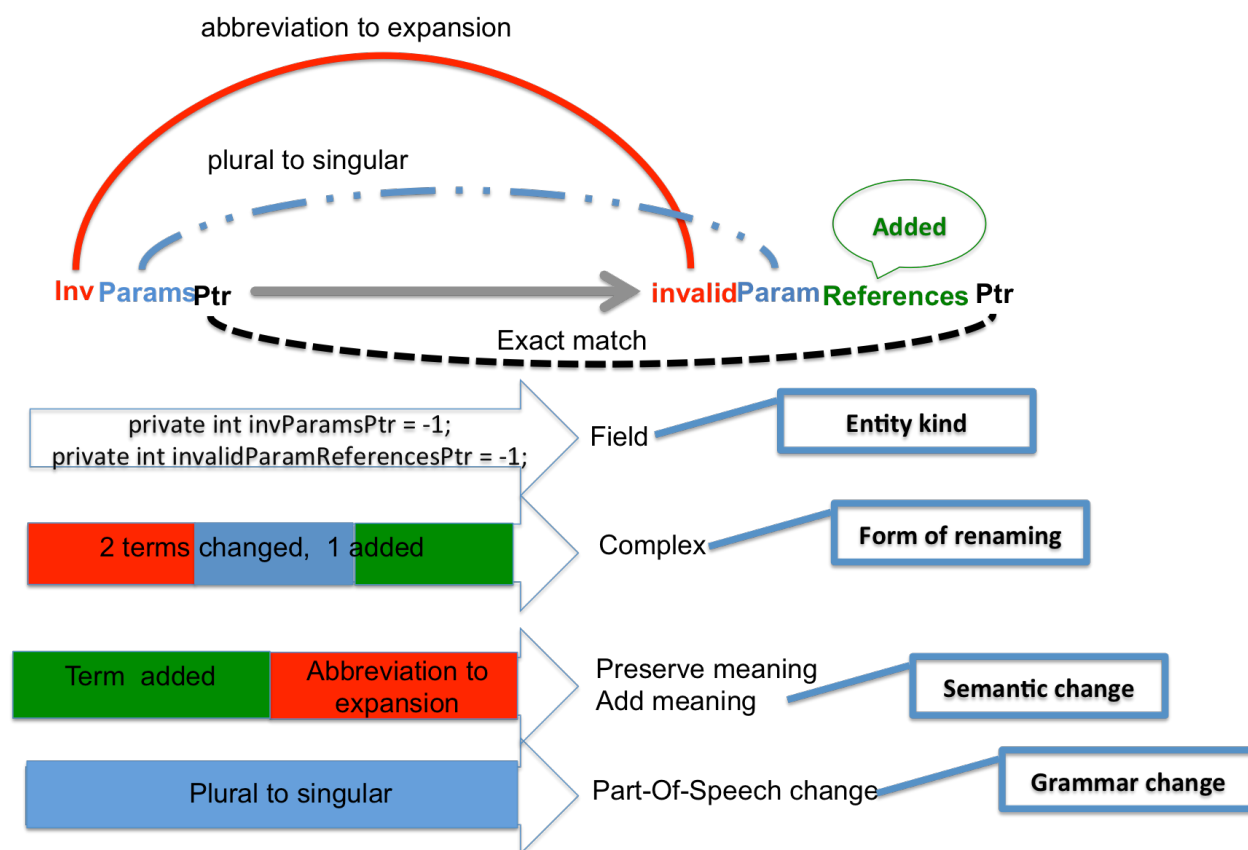 abbreviation to expansion
plural to singular
Added
Inv Params Ptr
invalid Param References Ptr
Exact match
private int invParamsPtr = -1;
private int invalidParamReferencesPtr = -1;
Field
Entity kind
2 terms changed, 1 added
Complex
Form of renaming
Term added
Abbreviation to
expansion
Preserve meaning
Add meaning
Semantic change
Plural to singular
Part-Of-Speech change
Grammar change